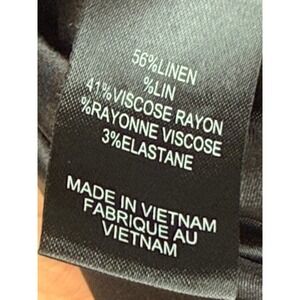 56%LINEN
%LIN
41%VISCOSE RAYON
%RAYONNE VISCOSE
3%ELASTANE
MADE IN VIETNAM
FABRIQUE AU
VIETNAM